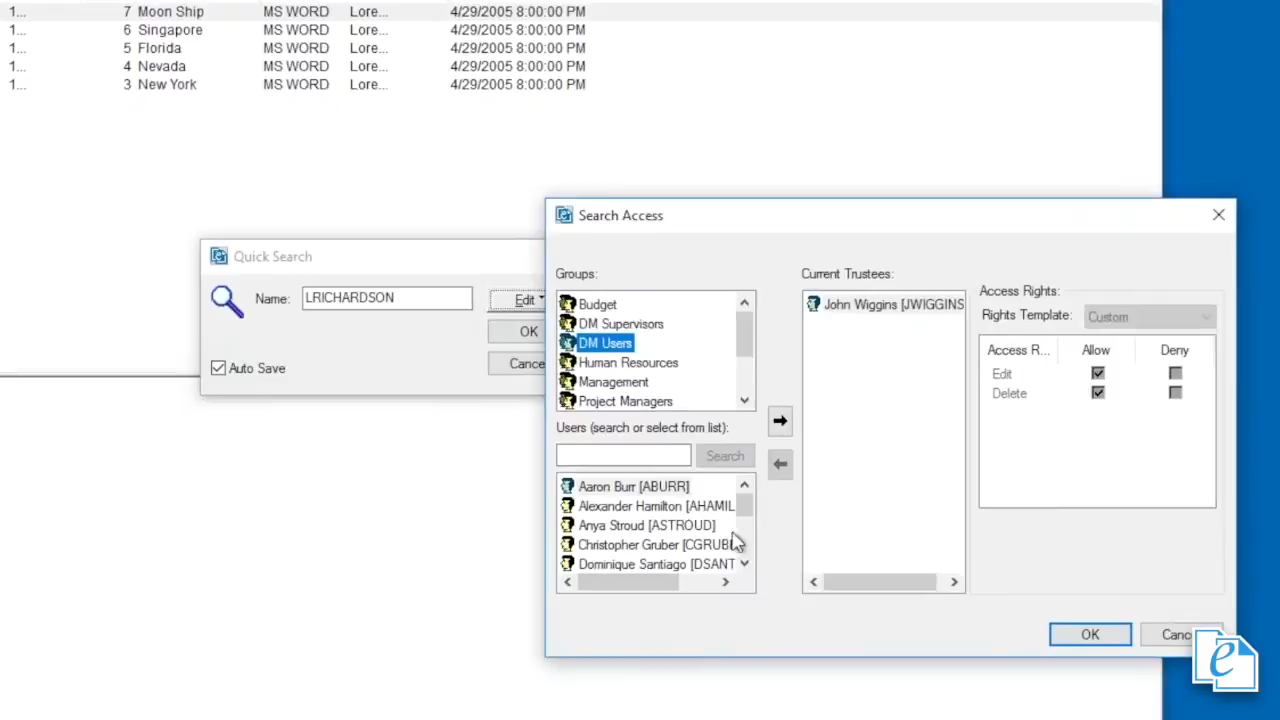 1... 7 Moon Ship MS WORD Lore... 4/29/2005 8:00:00 PM
1... 6 Singapore MS WORD Lore... 4/29/2005 8:00:00 PM
1... 5 Florida MS WORD Lore... 4/29/2005 8:00:00 PM
1... 4 Nevada MS WORD Lore... 4/29/2005 8:00:00 PM
1... 3 New York MS WORD Lore... 4/29/2005 8:00:00 PM
Quick Search
Name: LRICHARDSON Edit
OK
Auto Save
Cance
Search Access
Groups:
Budget
DM Supervisors
DM Users
Human Resources
Management
Project Managers
Users (search or select from list):
Search
Aaron Burr [ABURR]
Alexander Hamilton [AHAMIL
Anya Stroud [ASTROUD]
Christopher Gruber [CGRUB
Dominique Santiago [DSANT
Current Trustees:
John Wiggins [JWIGGINS
Access Rights:
Rights Template: Custom
Access R... Allow Deny
Edit
Delete
OK
Canc
e